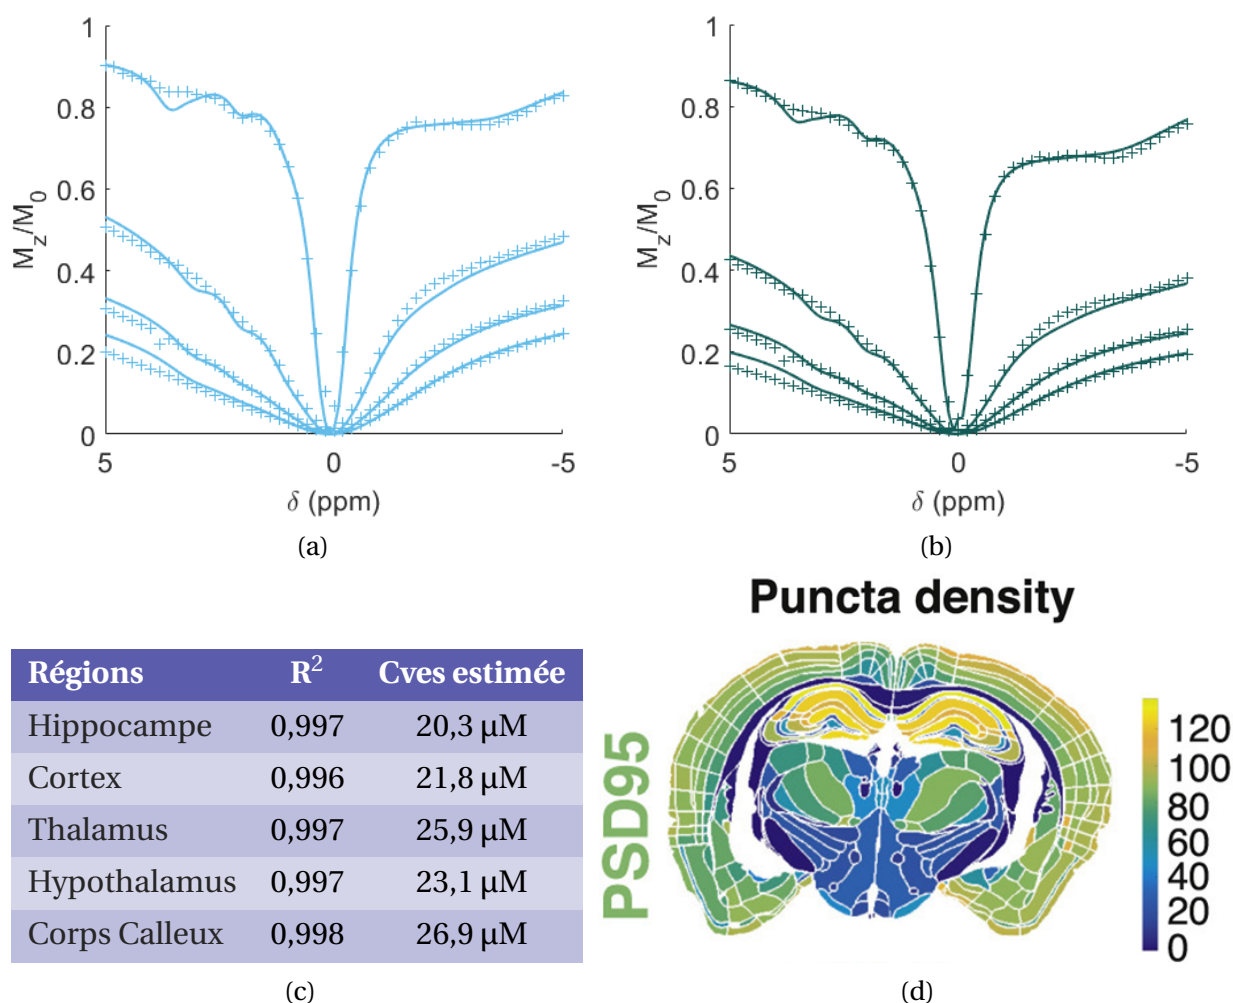 1
0.8
0.6
0.4
0.2
0
M_z/M_0
5
0
-5
δ (ppm)
(a)
1
0.8
0.6
0.4
0.2
0
M_z/M_0
5
0
-5
δ (ppm)
(b)
Régions R² Cves estimée
Hippocampe 0,997 20,3 µM
Cortex 0,996 21,8 µM
Thalamus 0,997 25,9 µM
Hypothalamus 0,997 23,1 µM
Corps Calleux 0,998 26,9 µM
(c)
Puncta density
PSD95
120
100
80
60
40
20
0
(d)